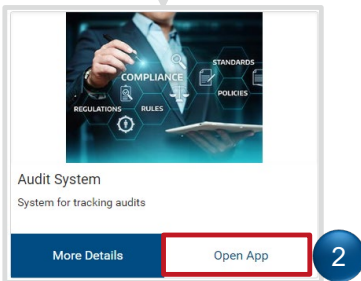 STANDARDS
COMPLIANCE
POLICIES
REGULATIONS RULES
Audit System
System for tracking audits
More Details Open App 2